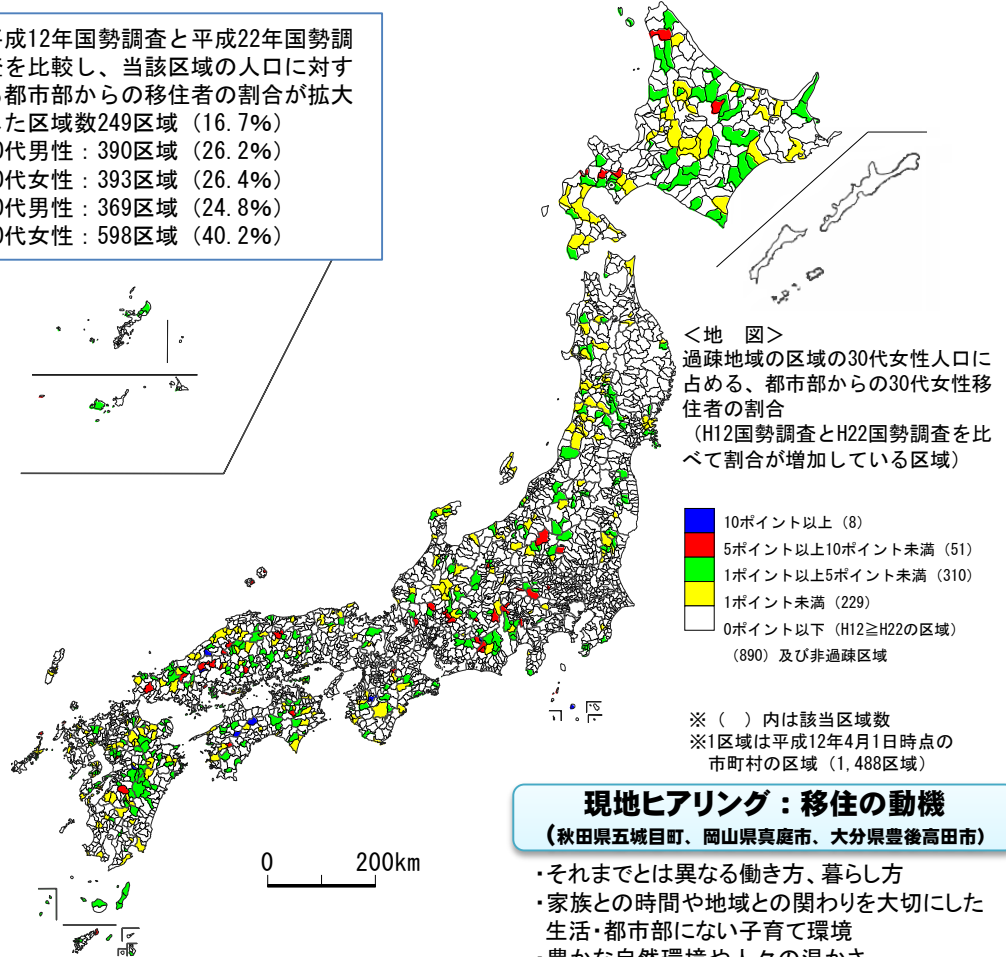 平成12年国勢調査と平成22年国勢調
を比較し、当該区域の人口に対す
都市部からの移住者の割合が拡大
た区域数249区域（16.7%）
0代男性：390区域（26.2%）
0代女性：393区域（26.4%）
0代男性：369区域（24.8%）
0代女性：598区域（40.2%）
＜地　図＞
過疎地域の区域の30代女性人口に
占める、都市部からの30代女性移
住者の割合
（H12国勢調査とH22国勢調査を比
べて割合が増加している区域）
10ポイント以上（8）
5ポイント以上10ポイント未満（51）
1ポイント以上5ポイント未満（310）
1ポイント未満（229）
0ポイント以下（H12≧H22の区域）
（890）及び非過疎区域
※（　）内は該当区域数
※1区域は平成12年4月1日時点の
市町村の区域（1,488区域）
0　200km
現地ヒアリング：移住の動機
（秋田県五城目町、岡山県真庭市、大分県豊後高田市）
・それまでとは異なる働き方、暮らし方
・家族との時間や地域との関わりを大切にした
生活・都市部にない子育て環境
・豊かな自然環境や人々の温かさ